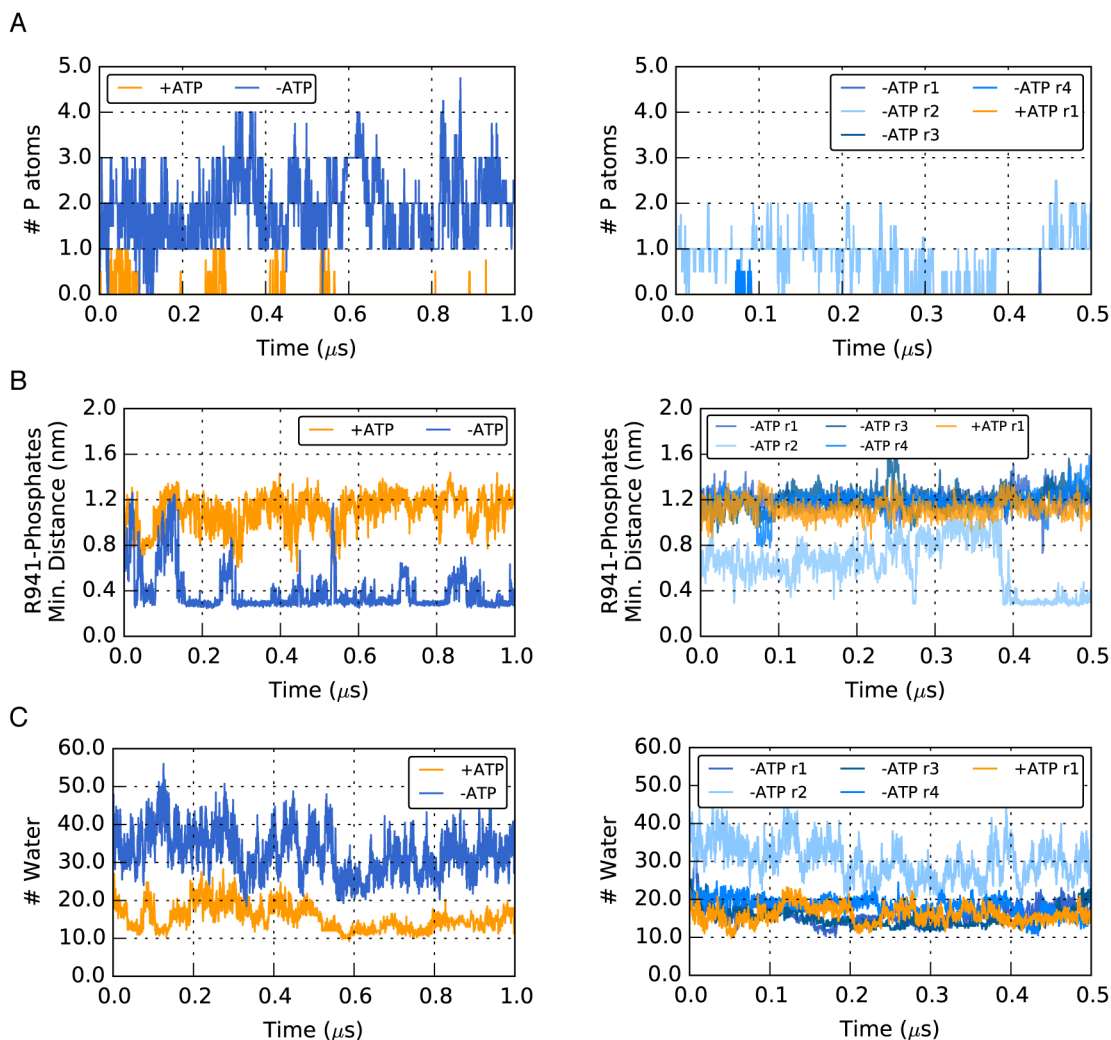 A
# P atoms
5.0
4.0
3.0
2.0
1.0
0.0
+ATP -ATP
0.0 0.2 0.4 0.6 0.8 1.0
Time (μs)
# P atoms
5.0
4.0
3.0
2.0
1.0
0.0
-ATP r1 -ATP r4
-ATP r2 +ATP r1
-ATP r3
0.0 0.1 0.2 0.3 0.4 0.5
Time (μs)
B
R941-Phosphates
Min. Distance (nm)
2.0
1.6
1.2
0.8
0.4
0.0
+ATP -ATP
0.0 0.2 0.4 0.6 0.8 1.0
Time (μs)
R941-Phosphates
Min. Distance (nm)
2.0
1.6
1.2
0.8
0.4
0.0
-ATP r1 -ATP r3 +ATP r1
-ATP r2 -ATP r4
0.0 0.1 0.2 0.3 0.4 0.5
Time (μs)
C
# Water
60.0
50.0
40.0
30.0
20.0
10.0
0.0
+ATP
-ATP
0.0 0.2 0.4 0.6 0.8 1.0
Time (μs)
# Water
60.0
50.0
40.0
30.0
20.0
10.0
0.0
-ATP r1 -ATP r3 +ATP r1
-ATP r2 -ATP r4
0.0 0.1 0.2 0.3 0.4 0.5
Time (μs)